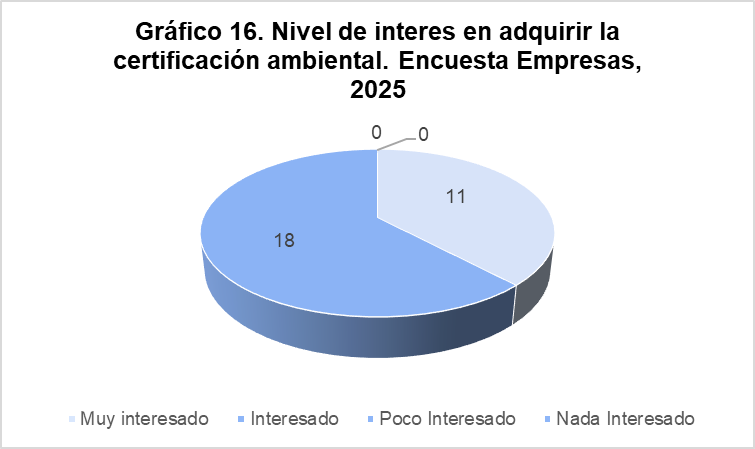 Gráfico 16. Nivel de interes en adquirir la
certificación ambiental. Encuesta Empresas,
2025
0 0
11
18
Muy interesado Interesado Poco Interesado Nada Interesado